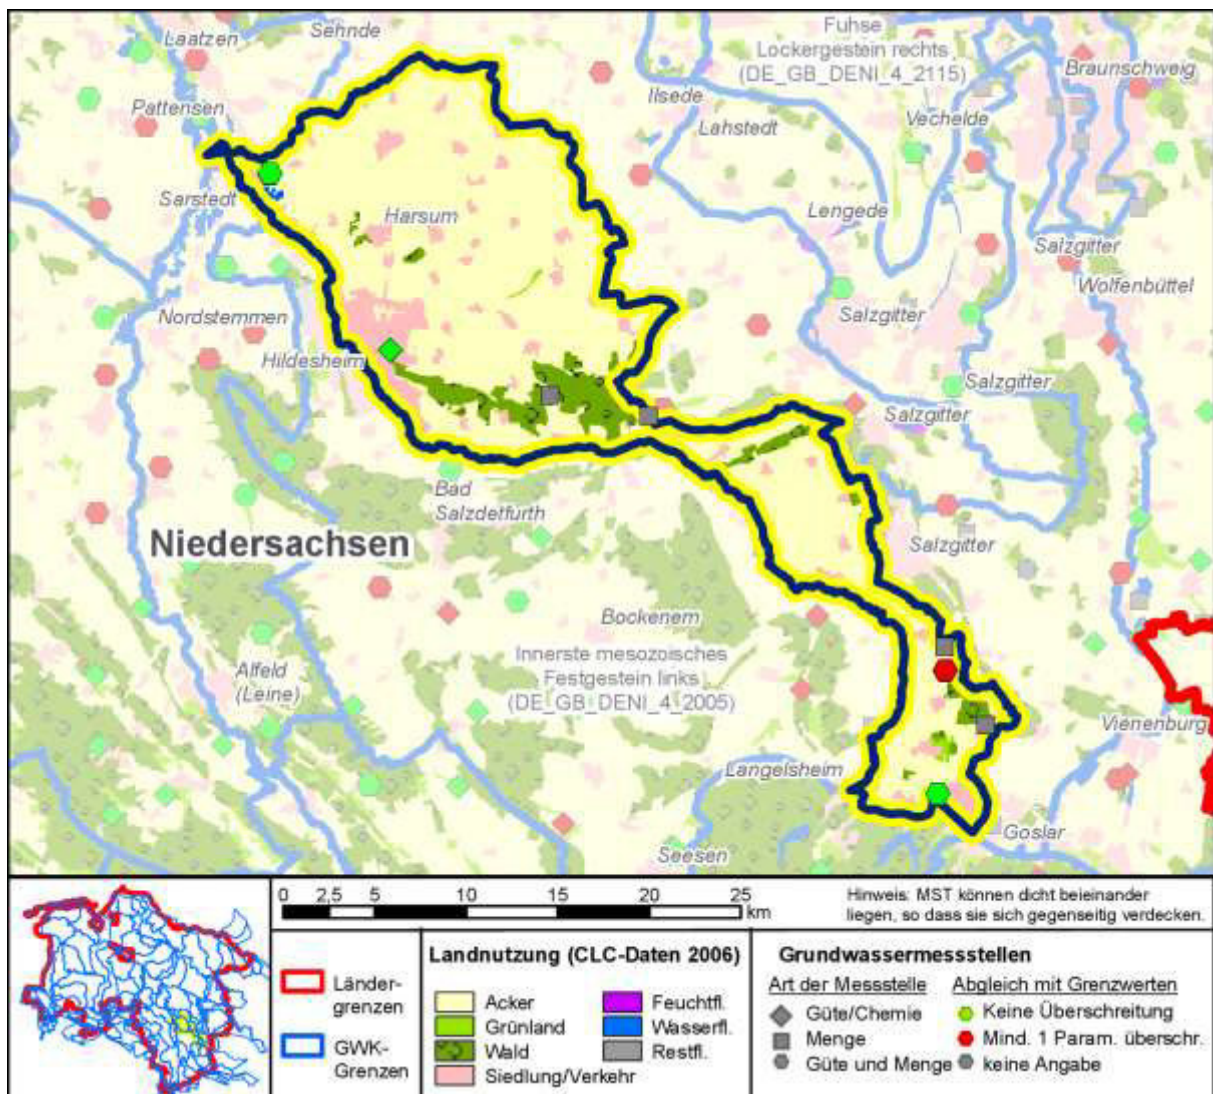 Laatzen
Sehnde
Fuhse
Lockergestein rechts
(DE_GB_DENI_4_2115)
Braunschweig
Pattensen
Ilsede
Lahstedt
Vechelde
Sarstedt
Harsum
Lengede
Salzgitter
Wolfenbüttel
Nordstemmen
Salzgitter
Hildesheim
Salzgitter
Salzgitter
Bad
Salzdetfurth
Niedersachsen
Salzgitter
Bockenem
Innerste mesozoisches
Festgestein links
(DE_GB_DENI_4_2005)
Alfeld
(Leine)
Vienenburg
Langelsheim
Goslar
Seesen
0 2,5 5 10 15 20 25
km
Hinweis: MST können dicht beieinander
liegen, so dass sie sich gegenseitig verdecken.
Länder-
grenzen
GWK-
Grenzen
Landnutzung (CLC-Daten 2006)
Acker
Grünland
Wald
Siedlung/Verkehr
Feuchtfl.
Wasserfl.
Restfl.
Grundwassermessstellen
Art der Messstelle
Güte/Chemie
Menge
Güte und Menge
Abgleich mit Grenzwerten
Keine Überschreitung
Mind. 1 Param. überschr.
keine Angabe